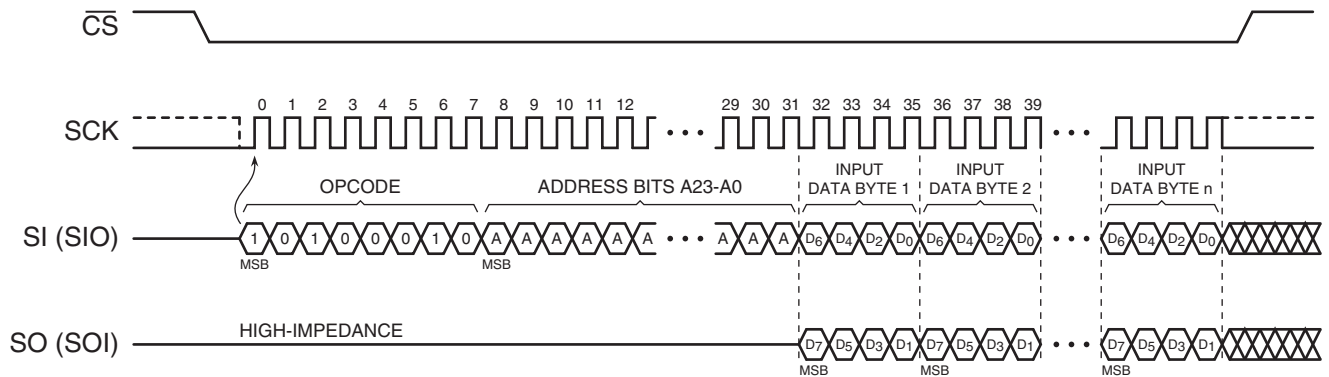 CS
0 1 2 3 4 5 6 7 8 9 10 11 12 29 30 31 32 33 34 35 36 37 38 39
SCK
OPCODE ADDRESS BITS A23-A0 INPUT DATA BYTE 1 INPUT DATA BYTE 2 INPUT DATA BYTE n
SI (SIO) 1 0 1 0 0 0 1 0 A A A A A A A A A D6 D4 D2 D0 D6 D4 D2 D0 D6 D4 D2 D0
MSB MSB
HIGH-IMPEDANCE
SO (SOI) D7 D5 D3 D1 D7 D5 D3 D1 D7 D5 D3 D1
MSB MSB MSB